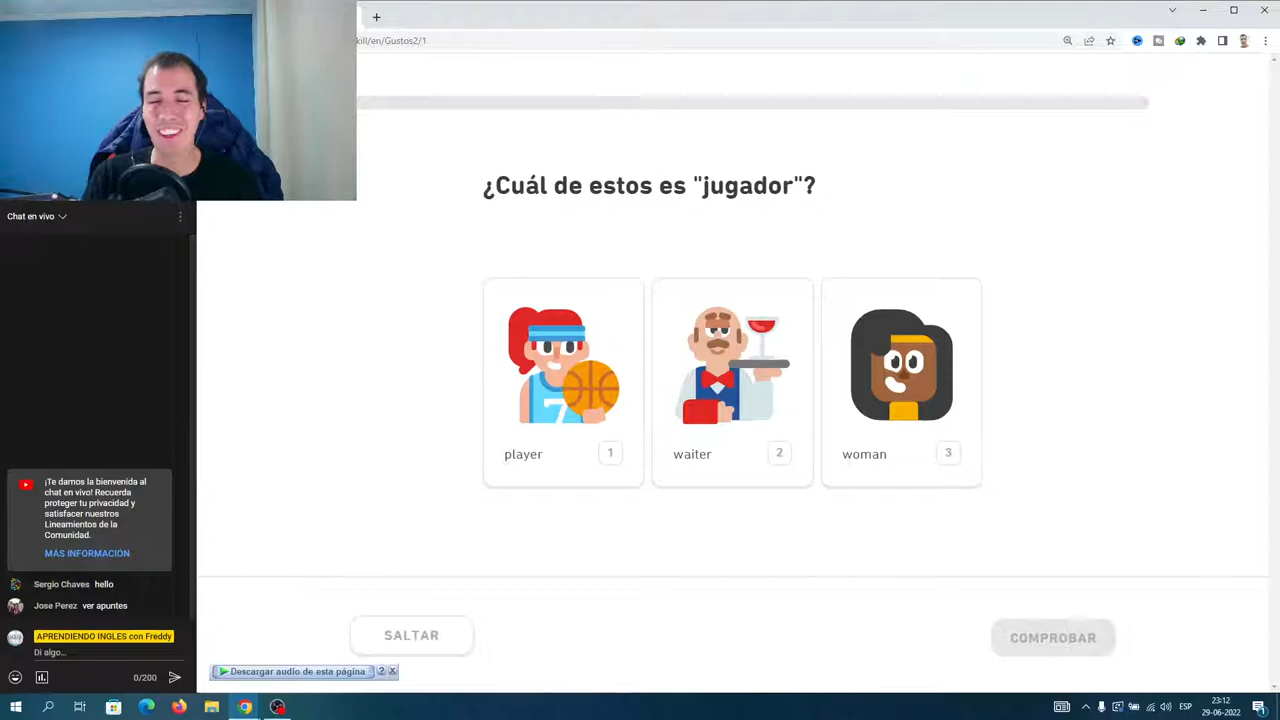 kill/en/Gustos2/1
Chat en vivo
¿Cuál de estos es "jugador"?
player 1
waiter 2
woman 3
¡Te damos la bienvenida al
chat en vivo! Recuerda
proteger tu privacidad y
satisfacer nuestros
Lineamientos de la
Comunidad.
MÁS INFORMACIÓN
Sergio Chaves hello
Jose Perez ver apuntes
APRENDIENDO INGLES con Freddy
Di algo...
0/200
SALTAR
COMPROBAR
Descargar audio de esta página ? X
ESP
23:12
29-06-2022
7
1